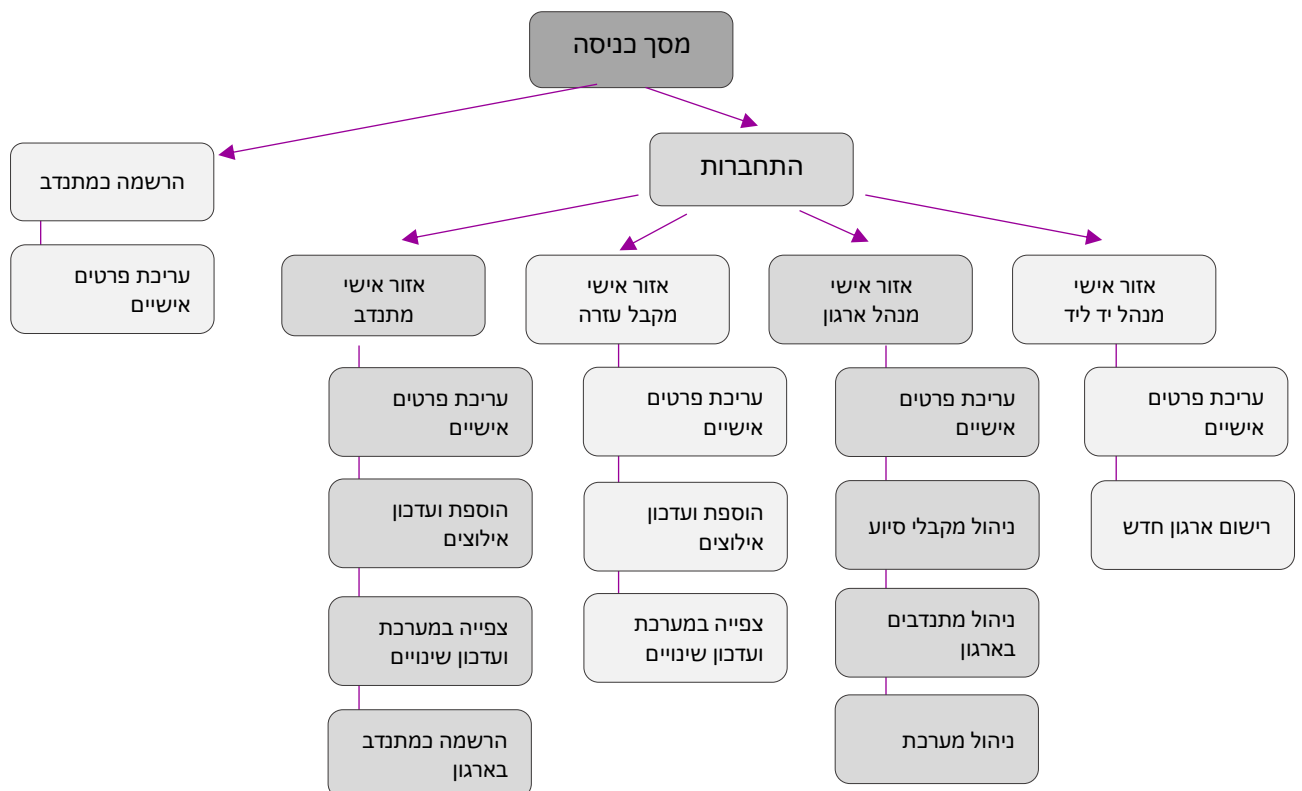 מסך כניסה
התחברות
הרשמה כמתנדב
עריכת פרטים
אישיים
אזור אישי
מנהל יד ליד
עריכת פרטים
אישיים
רישום ארגון חדש
אזור אישי
מנהל ארגון
עריכת פרטים
אישיים
ניהול מקבלי סיוע
ניהול מתנדבים
בארגון
ניהול מערכת
אזור אישי
מקבל עזרה
עריכת פרטים
אישיים
הוספת ועדכון
אילוצים
צפייה במערכת
ועדכון שינויים
אזור אישי
מתנדב
עריכת פרטים
אישיים
הוספת ועדכון
אילוצים
צפייה במערכת
ועדכון שינויים
הרשמה כמתנדב
בארגון